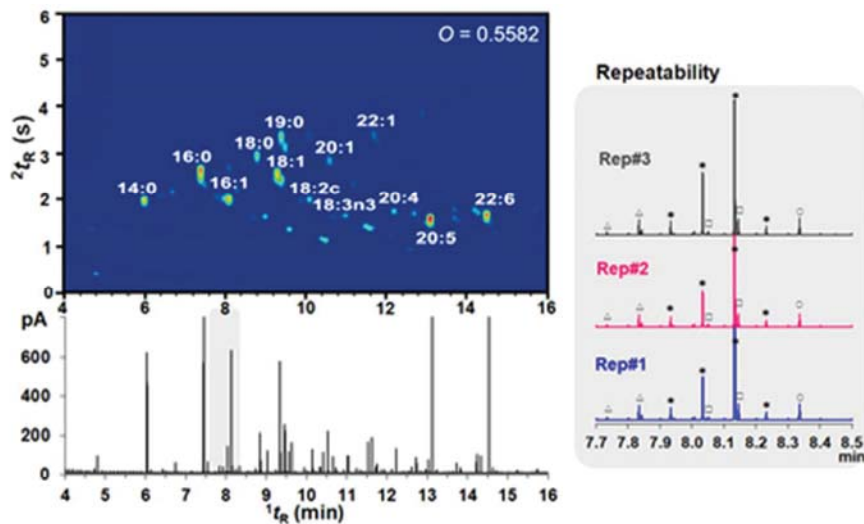 6
O = 0.5582
5
4
22:1
19:0
18:0
20:1
3
16:0
18:1
²tR (s)
14:0
16:1
18:2c
20:4
22:6
2
18:3n3
20:5
1
0
4 6 8 10 12 14 16
pA
600
400
200
0
4 5 6 7 8 9 10 11 12 13 14 15 16
¹tR (min)
Repeatability
Rep#3
Rep#2
Rep#1
7.7 7.8 7.9 8.0 8.1 8.2 8.3 8.4 8.5
min